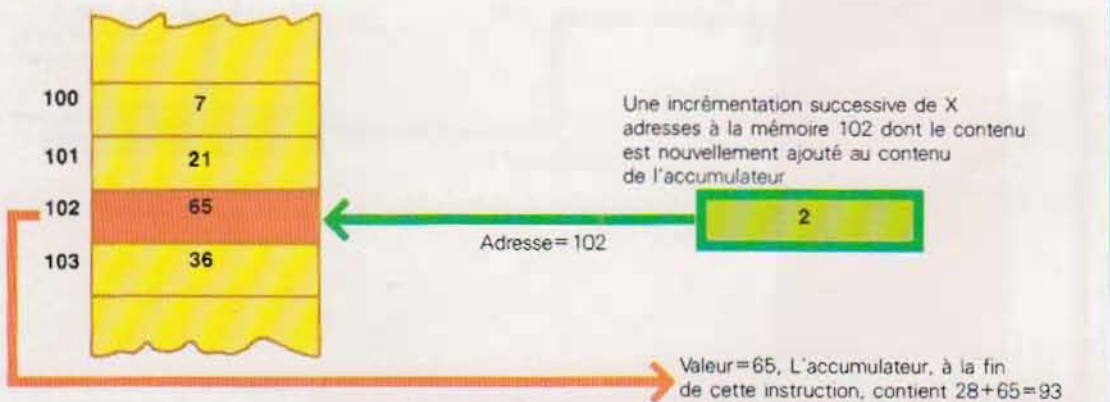 100 7
Une incrémentation successive de X
adresses à la mémoire 102 dont le contenu
est nouvellement ajouté au contenu
de l'accumulateur
101 21
102 65
2
Adresse=102
103 36
Valeur=65, L'accumulateur, à la fin
de cette instruction, contient 28+65=93